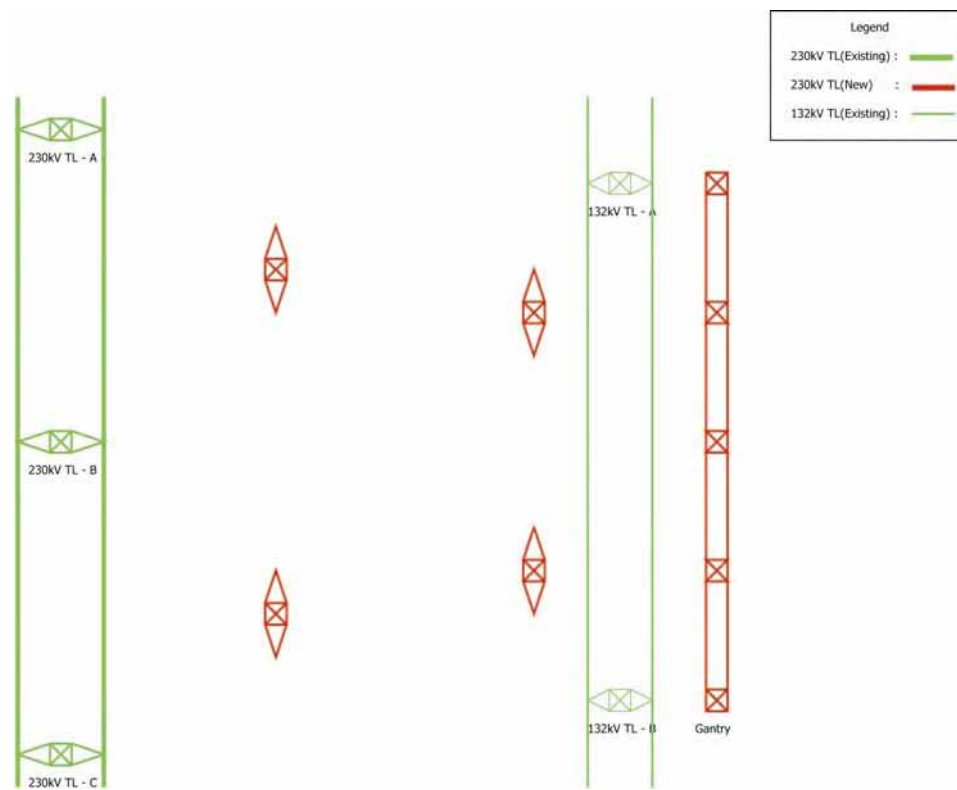 Legend
230kV TL(Existing) :
230kV TL(New) :
132kV TL(Existing) :
230kV TL - A
132kV TL - A
230kV TL - B
132kV TL - B
Gantry
230kV TL - C